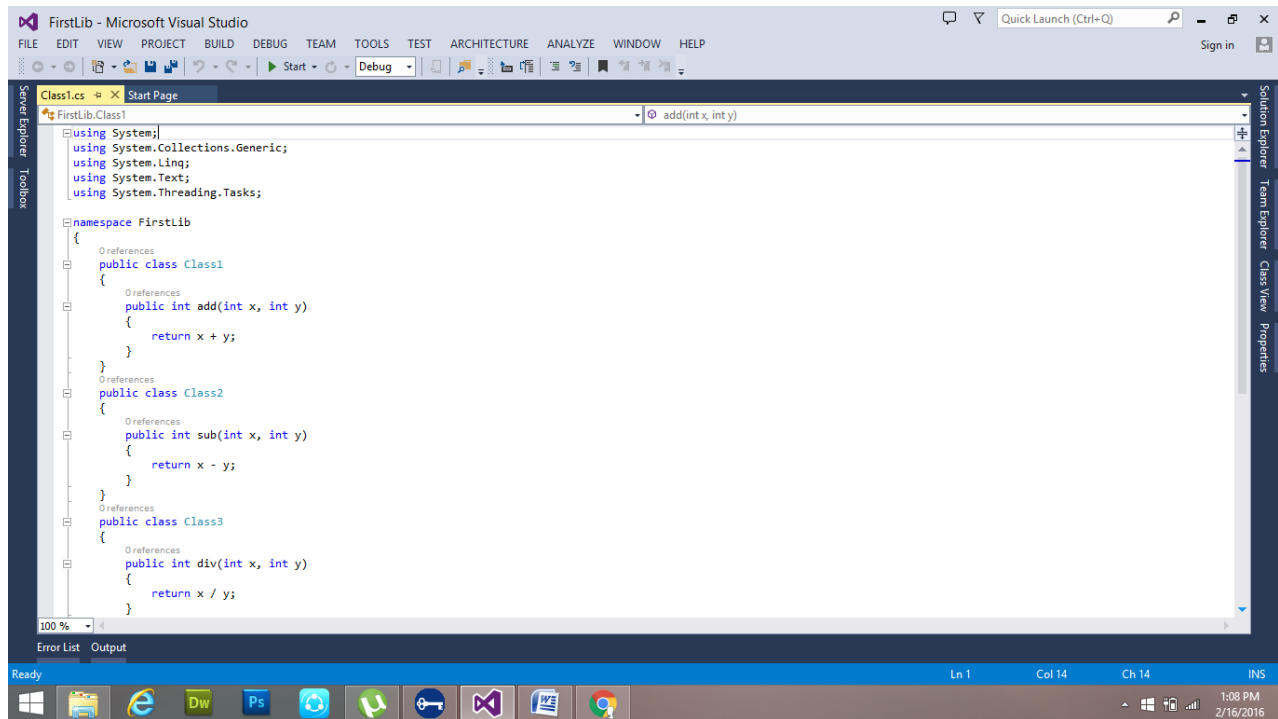 FirstLib - Microsoft Visual Studio
Quick Launch (Ctrl+Q)
FILE EDIT VIEW PROJECT BUILD DEBUG TEAM TOOLS TEST ARCHITECTURE ANALYZE WINDOW HELP
Sign in
Start
Debug
Server Explorer
Toolbox
Class1.cs
Start Page
FirstLib.Class1
add(int x, int y)
using System;
using System.Collections.Generic;
using System.Linq;
using System.Text;
using System.Threading.Tasks;
namespace FirstLib
{
0 references
public class Class1
{
0 references
public int add(int x, int y)
{
return x + y;
}
}
0 references
public class Class2
{
0 references
public int sub(int x, int y)
{
return x - y;
}
}
0 references
public class Class3
{
0 references
public int div(int x, int y)
{
return x / y;
}
100 %
Solution Explorer
Team Explorer
Class View
Properties
Error List Output
Ready
Ln 1 Col 14 Ch 14 INS
Dw
Ps
W
1:08 PM
2/16/2016